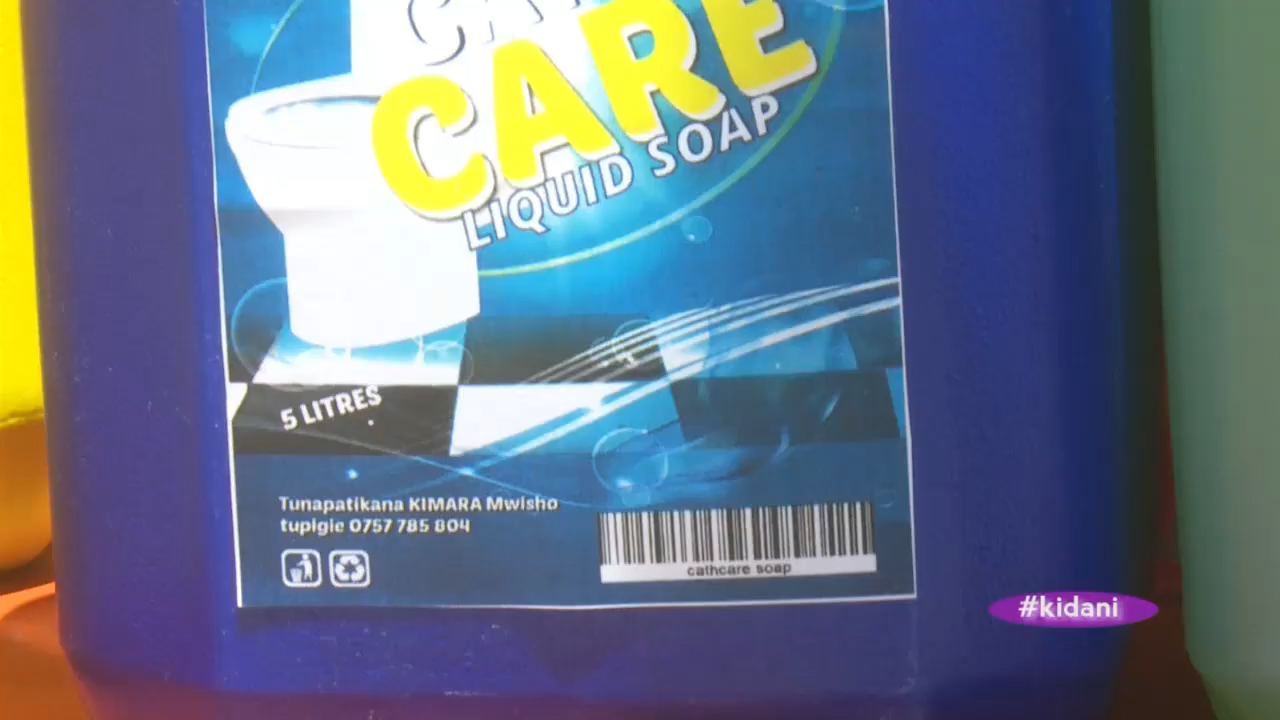 CARE
LIQUID SOAP
5 LITRES
Tunapatikana KIMARA Mwisho
tupigie 0757 785 804
cathcare soap
#kidani